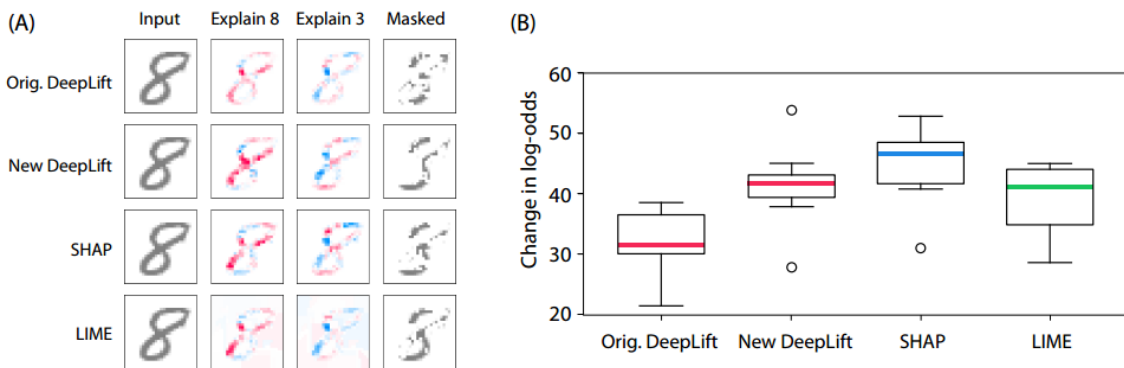 (A)
Input Explain 8 Explain 3 Masked
Orig. DeepLift
New DeepLift
SHAP
LIME
(B)
Change in log-odds
60
50
40
30
20
Orig. DeepLift New DeepLift SHAP LIME